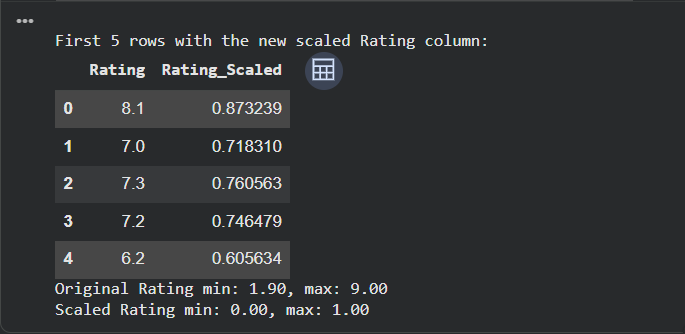 First 5 rows with the new scaled Rating column:
Rating Rating_Scaled
0 8.1 0.873239
1 7.0 0.718310
2 7.3 0.760563
3 7.2 0.746479
4 6.2 0.605634
Original Rating min: 1.90, max: 9.00
Scaled Rating min: 0.00, max: 1.00